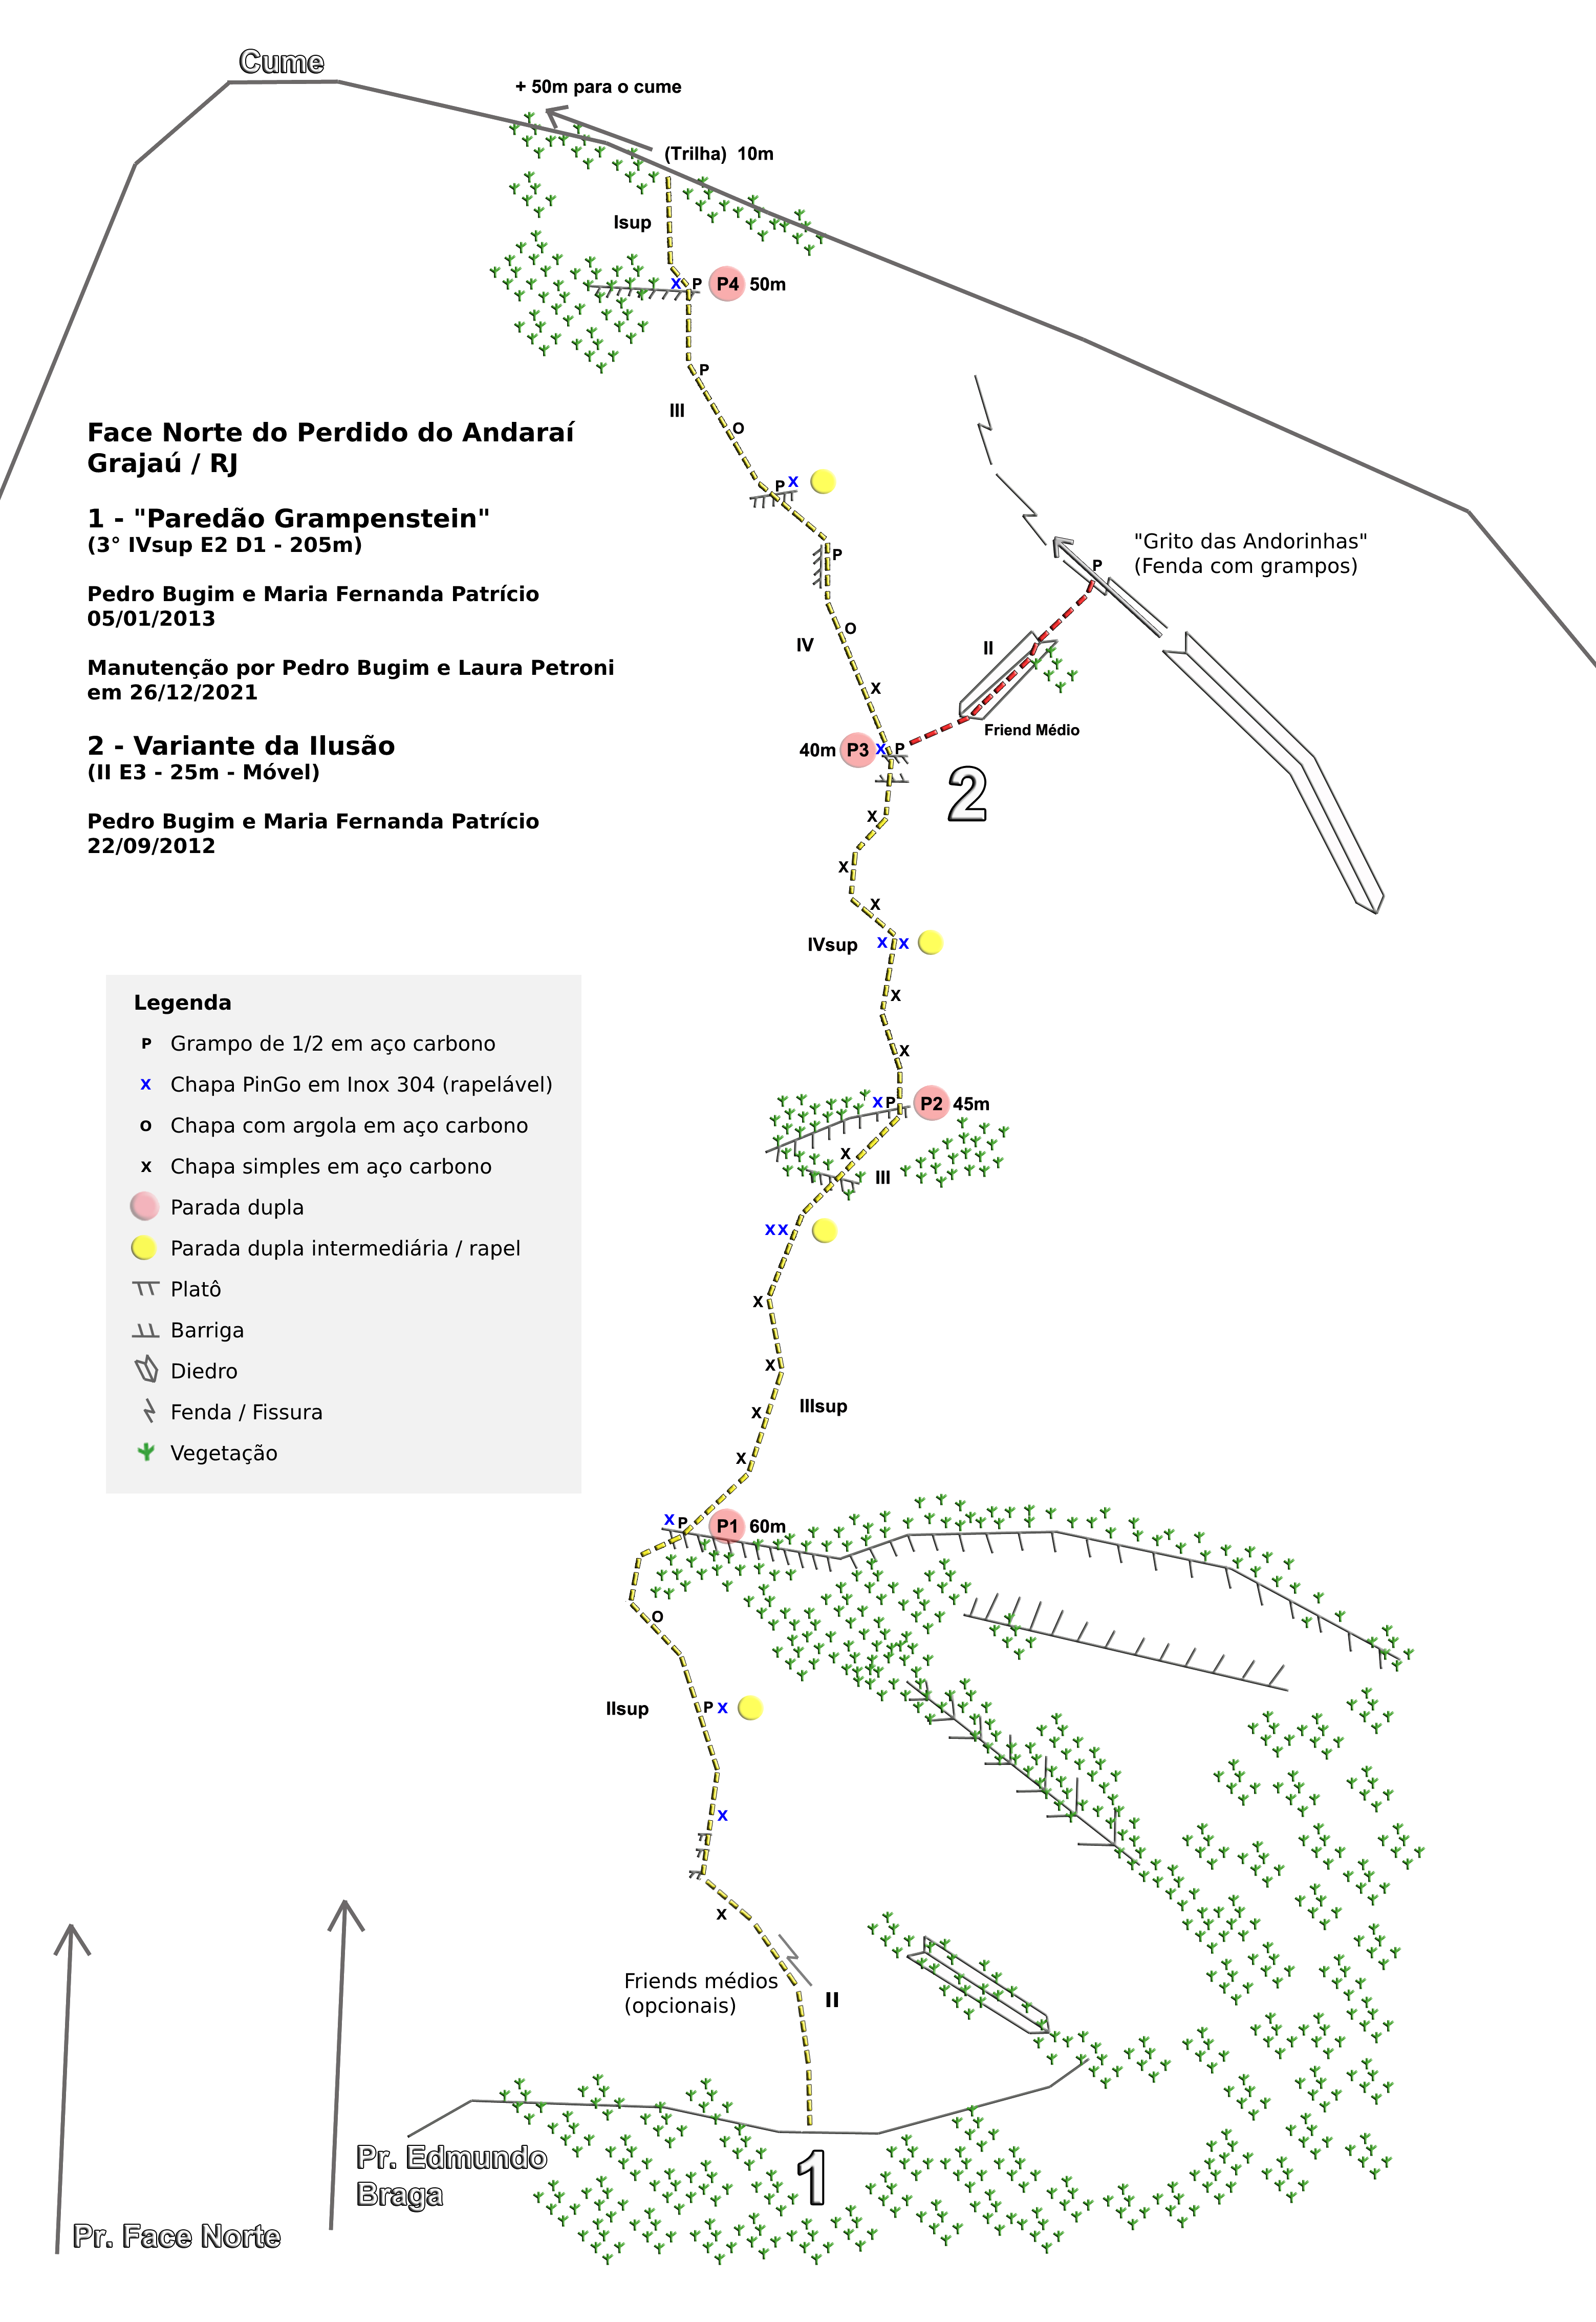 Cume
+ 50m para o cume
(Trilha) 10m
Isup
X P P4 50m
P
III
O
P X
P
Face Norte do Perdido do Andaraí
Grajaú / RJ
1 - "Paredão Grampenstein"
(3° IVsup E2 D1 - 205m)
Pedro Bugim e Maria Fernanda Patrício
05/01/2013
Manutenção por Pedro Bugim e Laura Petroni
em 26/12/2021
2 - Variante da Ilusão
(II E3 - 25m - Móvel)
Pedro Bugim e Maria Fernanda Patrício
22/09/2012
"Grito das Andorinhas"
(Fenda com grampos)
P
O
IV
II
X
Friend Médio
40m P3 X P
2
X
X
X
IVsup X X
X
X
X P P2 45m
X
III
X X
X
X
IIIsup
X
X
X P P1 60m
O
IIsup P X
X
X
Friends médios
(opcionais)
II
1
Legenda
P Grampo de 1/2 em aço carbono
X Chapa PinGo em Inox 304 (rapelável)
O Chapa com argola em aço carbono
X Chapa simples em aço carbono
Parada dupla
Parada dupla intermediária / rapel
Platô
Barriga
Diedro
Fenda / Fissura
Vegetação
Pr. Edmundo
Braga
Pr. Face Norte